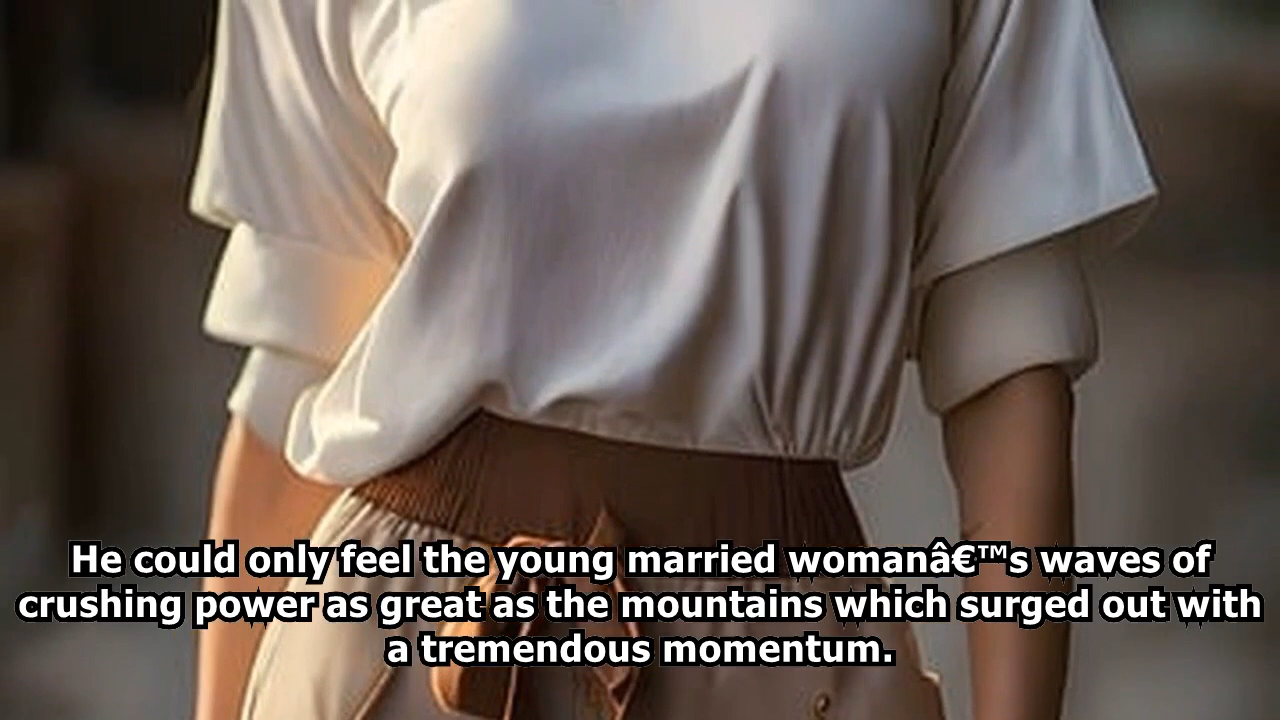 He could only feel the young married womanâ€™s waves of
crushing power as great as the mountains which surged out with
a tremendous momentum.